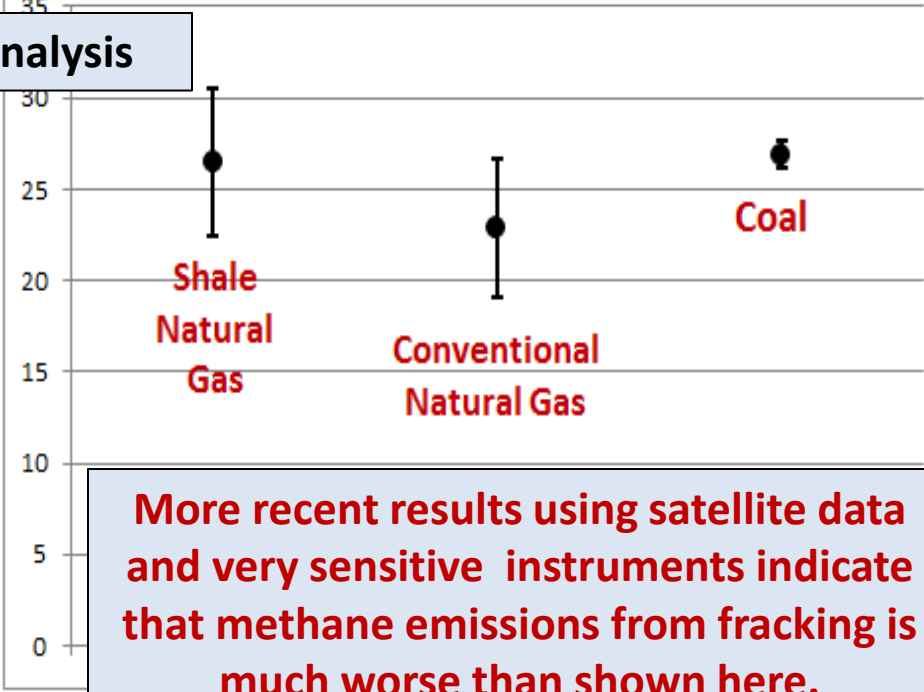 35
nalysis
30
25
Coal
20
Shale
Natural
Gas
15
Conventional
Natural Gas
10
More recent results using satellite data
and very sensitive instruments indicate
that methane emissions from fracking is
much worse than shown here.
5
0